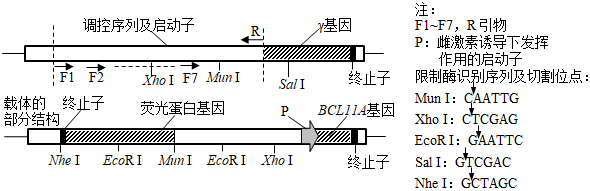 调控序列及启动子
R
γ基因
F1 F2 F7
Xho I Mun I Sal I
终止子
载体的
部分结构
终止子
荧光蛋白基因
P
BCL11A基因
Nhe I EcoR I Mun I EcoR I Xho I
终止子
注:
F1~F7,R引物
P:雌激素诱导下发挥
作用的启动子
限制酶识别序列及切割位点:
Mun I:CAATTG
Xho I:CTCGAG
EcoR I:GAATTC
Sal I:GTCGAC
Nhe I:GCTAGC